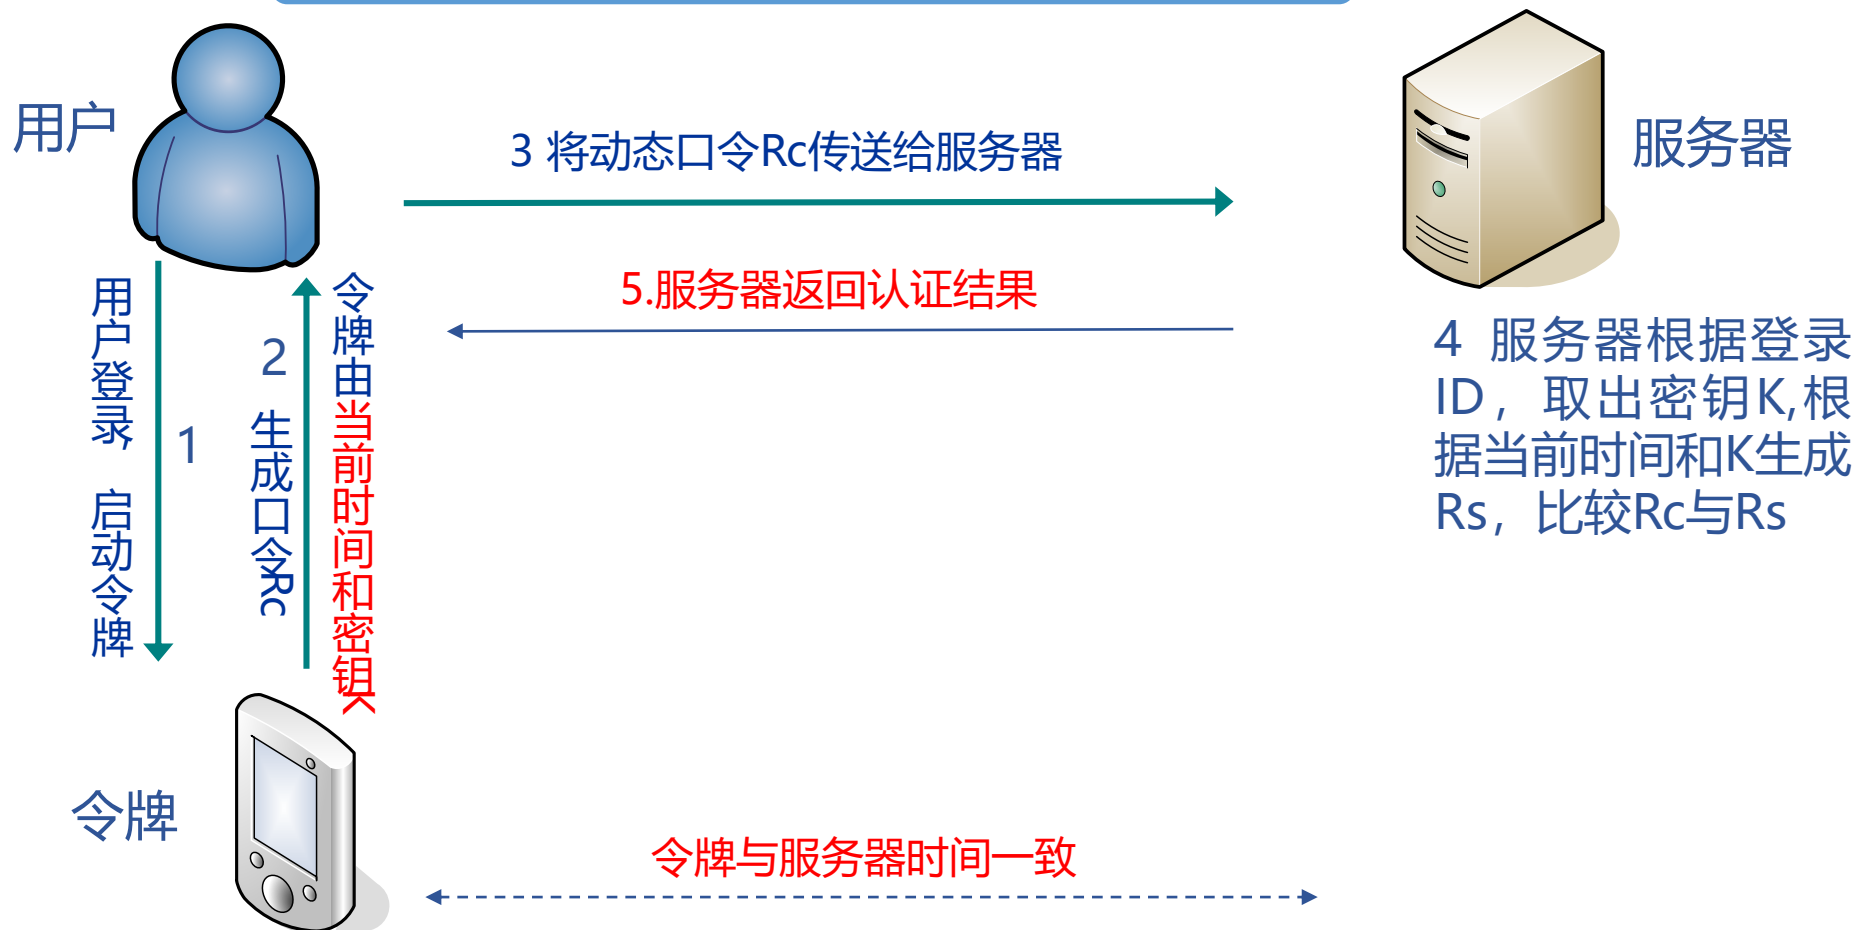 用户
3 将动态口令Rc传送给服务器
服务器
5.服务器返回认证结果
用户登录, 启动令牌
1
2
生成口令Rc
令牌由当前时间和密钥K
4 服务器根据登录
ID，取出密钥K,根
据当前时间和K生成
Rs，比较Rc与Rs
令牌
令牌与服务器时间一致